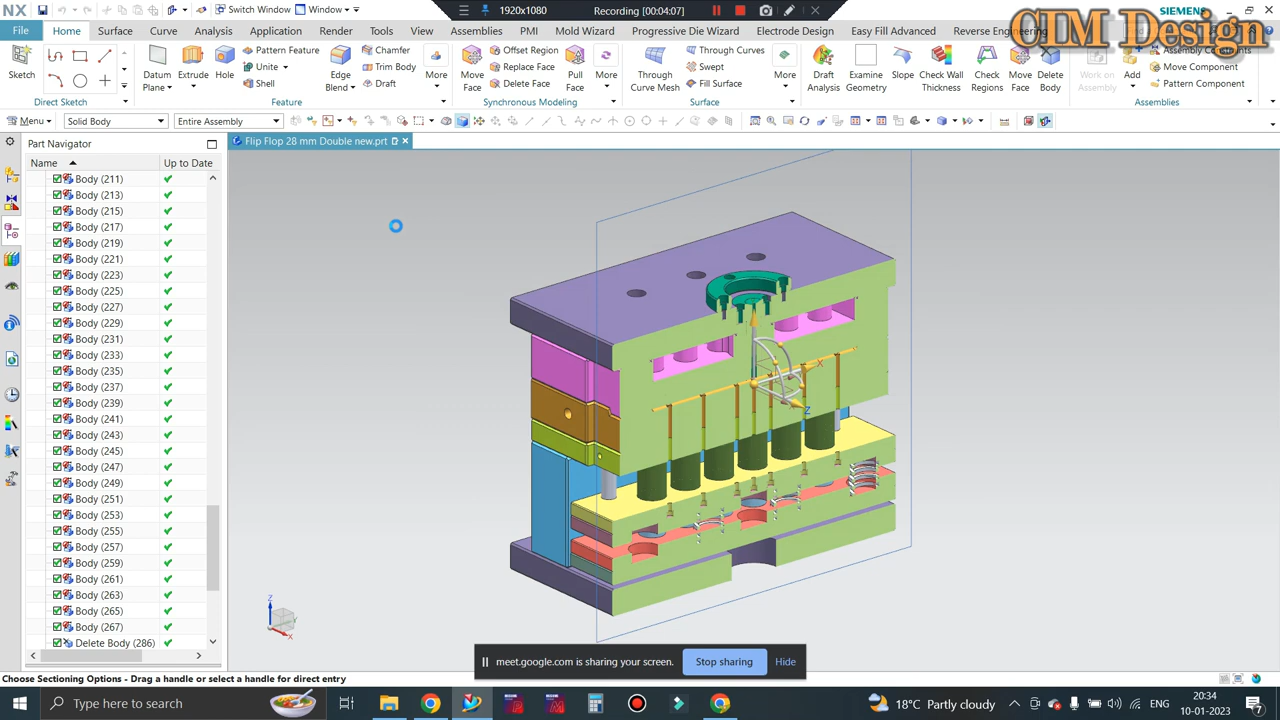 NX
Switch Window
Window
1920x1080
Recording [00:04:07]
SIEMENS
CIM Design
File
Home
Surface
Curve
Analysis
Application
Render
Tools
View
Assemblies
PMI
Mold Wizard
Progressive Die Wizard
Electrode Design
Easy Fill Advanced
Reverse Engineering
Sketch
Datum Plane
Extrude
Hole
Pattern Feature
Unite
Shell
Edge Blend
Chamfer
Trim Body
Draft
More
Move Face
Offset Region
Replace Face
Delete Face
Pull Face
More
Through Curve Mesh
Through Curves
Swept
Fill Surface
More
Draft Analysis
Examine Geometry
Slope
Check Wall Thickness
Check Regions
Move Face
Delete Body
Work on Assembly
Add
Assembly Constraints
Move Component
Pattern Component
Direct Sketch
Feature
Synchronous Modeling
Surface
Assemblies
Menu
Solid Body
Entire Assembly
Part Navigator
Flip Flop 28 mm Double new.prt
Name
Up to Date
Body (211)
Body (213)
Body (215)
Body (217)
Body (219)
Body (221)
Body (223)
Body (225)
Body (227)
Body (229)
Body (231)
Body (233)
Body (235)
Body (237)
Body (239)
Body (241)
Body (243)
Body (245)
Body (247)
Body (249)
Body (251)
Body (253)
Body (255)
Body (257)
Body (259)
Body (261)
Body (263)
Body (265)
Body (267)
Delete Body (286)
X
Z
Z
Y
X
meet.google.com is sharing your screen.
Stop sharing
Hide
Choose Sectioning Options - Drag a handle or select a handle for direct entry
Type here to search
18°C Partly cloudy
20:34
10-01-2023